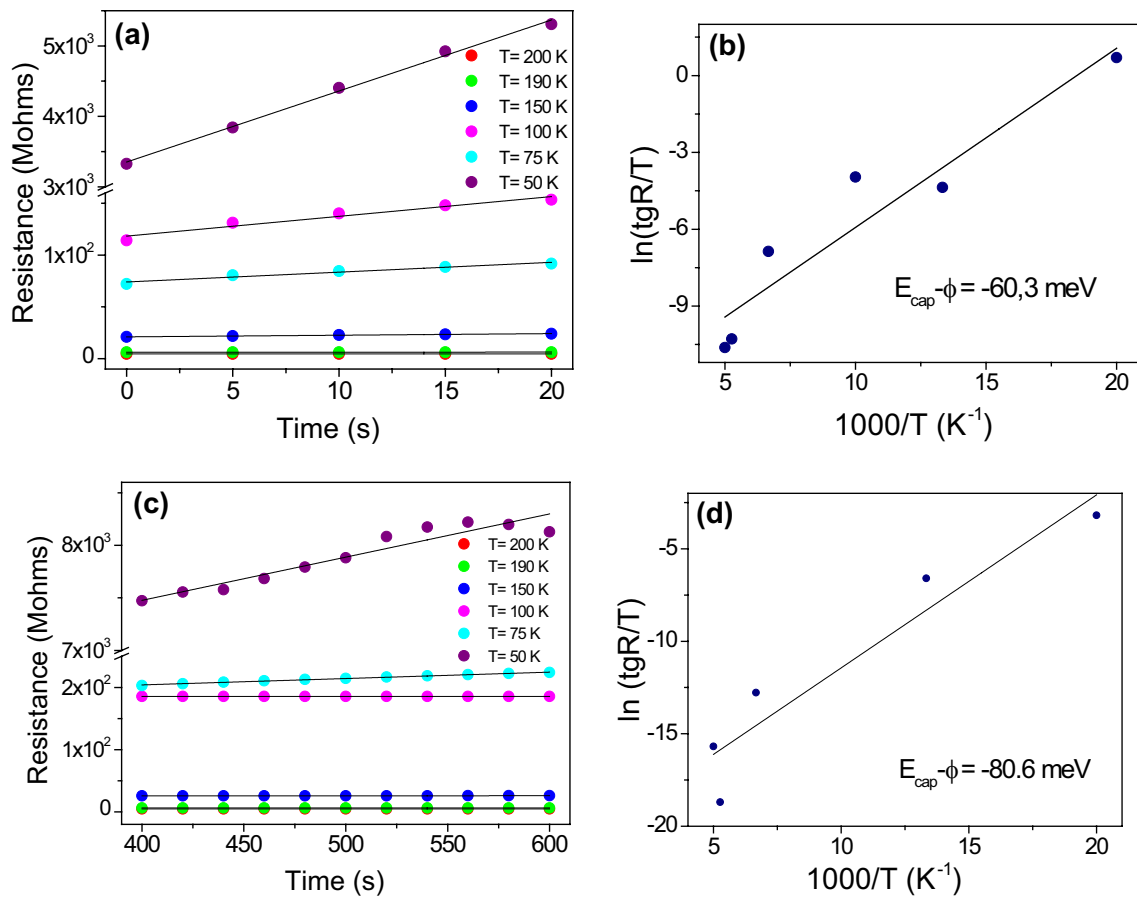 (a)
Resistance (Mohms)
5x10³
4x10³
3x10³
1x10²
0
T= 200 K
T= 190 K
T= 150 K
T= 100 K
T= 75 K
T= 50 K
0 5 10 15 20
Time (s)
(b)
ln(tgR/T)
0
-3
-6
-9
E_cap-ϕ = -60,3 meV
5 10 15 20
1000/T (K⁻¹)
(c)
Resistance (Mohms)
8x10³
7x10³
2x10²
1x10²
0
T= 200 K
T= 190 K
T= 150 K
T= 100 K
T= 75 K
T= 50 K
400 450 500 550 600
Time (s)
(d)
ln (tgR/T)
-5
-10
-15
-20
E_cap-ϕ = -80.6 meV
5 10 15 20
1000/T (K⁻¹)